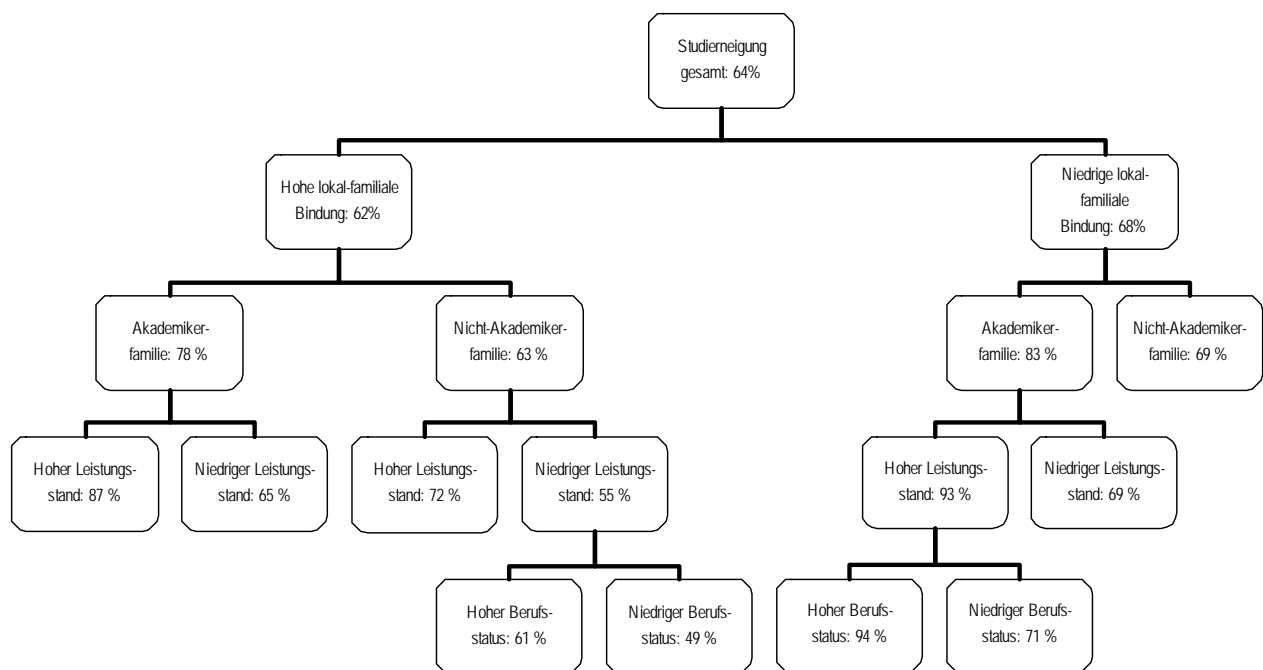 Studierneigung
gesamt: 64%
Hohe lokal-familiale
Bindung: 62%
Niedrige lokal-
familiale
Bindung: 68%
Akademiker-
familie: 78 %
Nicht-Akademiker-
familie: 63 %
Akademiker-
familie: 83 %
Nicht-Akademiker-
familie: 69 %
Hoher Leistungs-
stand: 87 %
Niedriger Leistungs-
stand: 65 %
Hoher Leistungs-
stand: 72 %
Niedriger Leistungs-
stand: 55 %
Hoher Leistungs-
stand: 93 %
Niedriger Leistungs-
stand: 69 %
Hoher Berufs-
status: 61 %
Niedriger Berufs-
status: 49 %
Hoher Berufs-
status: 94 %
Niedriger Berufs-
status: 71 %